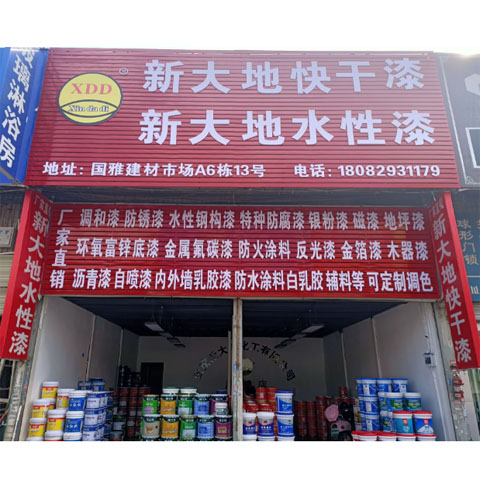 XDD
Xin da di
®
新大地快干漆
新大地水性漆
地址：国雅建材市场A6栋13号 电话：18082931179
厂家直销
调和漆 防锈漆 水性钢构漆 特种防腐漆 银粉漆 磁漆 地坪漆
环氧富锌底漆 金属氟碳漆 防火涂料 反光漆 金箔漆 木器漆
沥青漆 自喷漆 内外墙乳胶漆 防水涂料白乳胶 辅料等 可定制调色
新大地水性漆
新大地快干漆
璃淋浴房